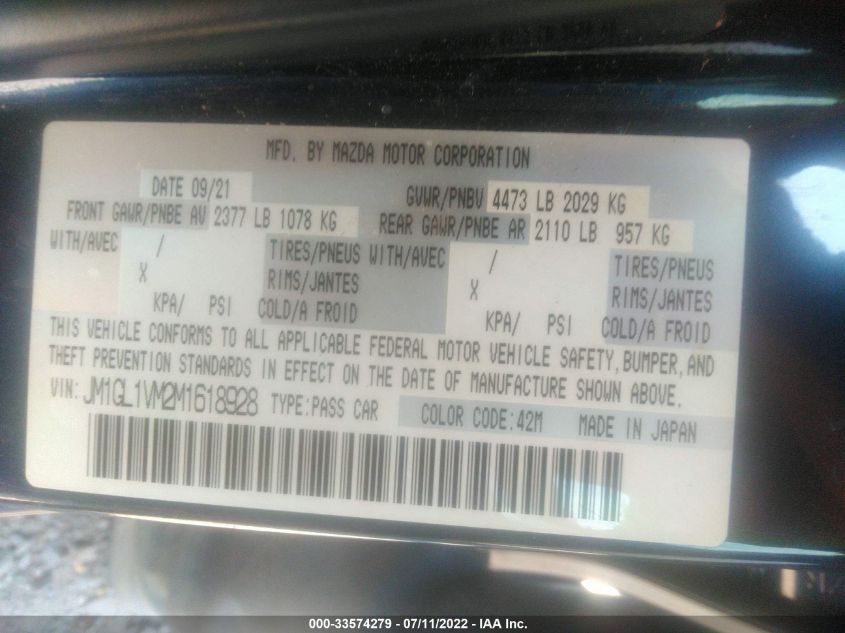 MFD. BY MAZDA MOTOR CORPORATION
DATE 09/21 GVWR/PNBV 4473 LB 2029 KG
FRONT GAWR/PNBE AV 2377 LB 1078 KG REAR GAWR/PNBE AR 2110 LB 957 KG
WITH/AVEC / TIRES/PNEUS WITH/AVEC / TIRES/PNEUS
X RIMS/JANTES X RIMS/JANTES
KPA/ PSI COLD/A FROID KPA/ PSI COLD/A FROID
THIS VEHICLE CONFORMS TO ALL APPLICABLE FEDERAL MOTOR VEHICLE SAFETY, BUMPER, AND
THEFT PREVENTION STANDARDS IN EFFECT ON THE DATE OF MANUFACTURE SHOWN ABOVE.
VIN: JM1GL1VM2M1618928 TYPE:PASS CAR COLOR CODE:42M MADE IN JAPAN
000-33574279 - 07/11/2022 - IAA Inc.